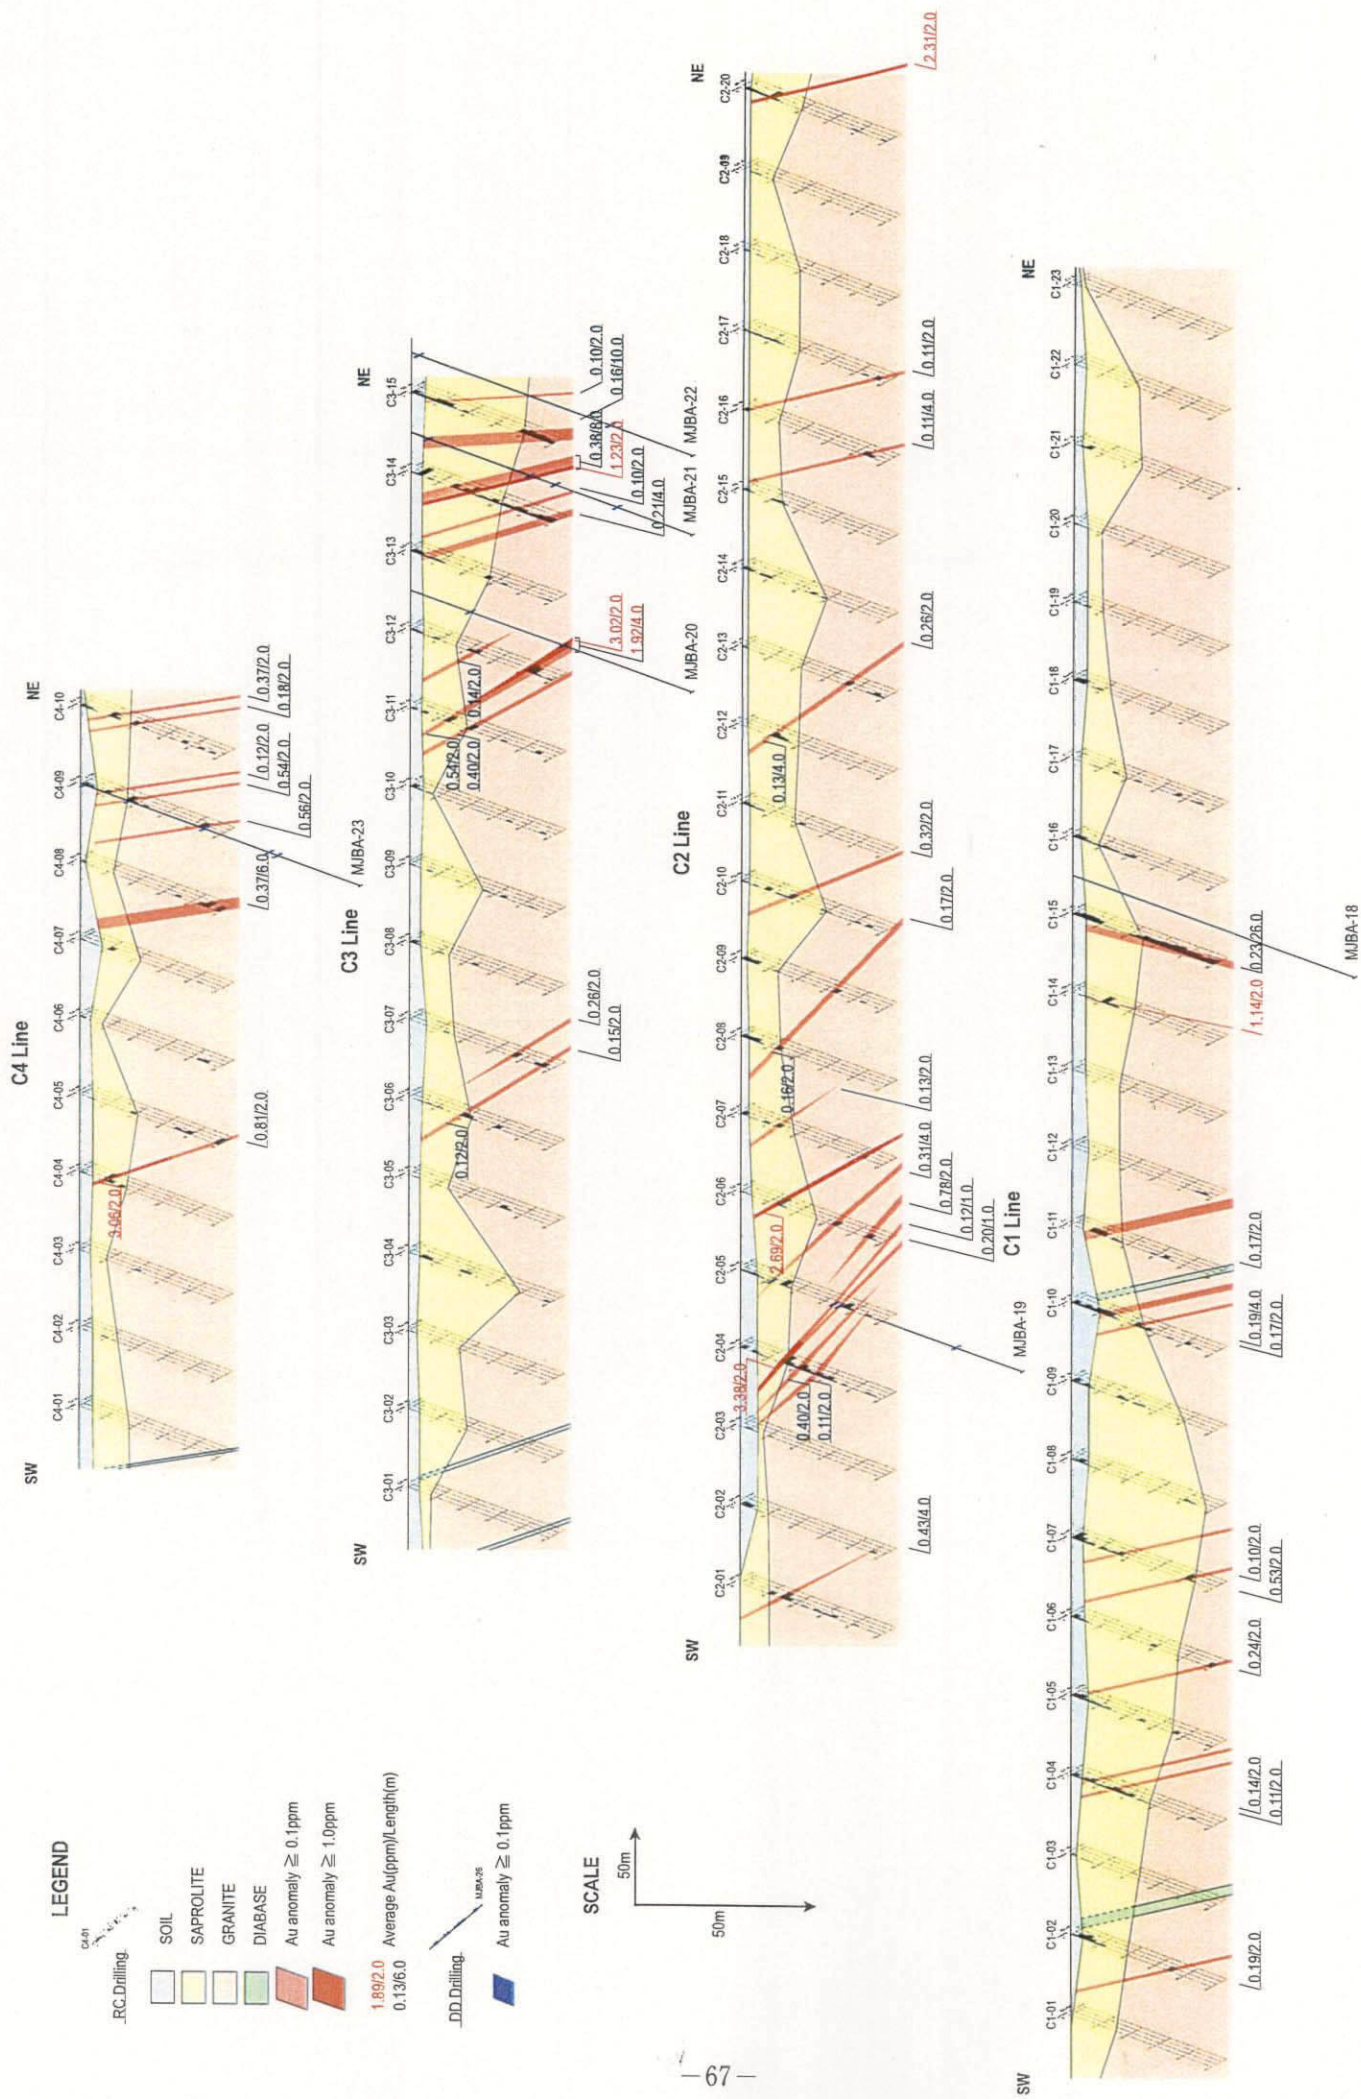 C4 Line
SW
NE
C4-01
C4-02
C4-03
C4-04
C4-05
C4-06
C4-07
C4-08
C4-09
C4-10
3.06/2.0
0.81/2.0
0.37/6.0
0.56/2.0
0.54/2.0
0.12/2.0
0.18/2.0
0.37/2.0
MJBA-23
C3 Line
SW
NE
C3-01
C3-02
C3-03
C3-04
C3-05
C3-06
C3-07
C3-08
C3-09
C3-10
C3-11
C3-12
C3-13
C3-14
C3-15
0.12/2.0
0.15/2.0
0.26/2.0
0.54/2.0
0.40/2.0
0.14/2.0
3.02/2.0
1.92/4.0
0.21/4.0
0.10/2.0
1.23/2.0
0.38/8.0
0.16/10.0
0.10/2.0
MJBA-20
MJBA-21
MJBA-22
C2 Line
SW
NE
C2-01
C2-02
C2-03
C2-04
C2-05
C2-06
C2-07
C2-08
C2-09
C2-10
C2-11
C2-12
C2-13
C2-14
C2-15
C2-16
C2-17
C2-18
C2-20
0.43/4.0
3.38/2.0
0.40/2.0
0.11/2.0
2.69/2.0
0.20/1.0
0.12/1.0
0.78/2.0
0.31/4.0
0.13/2.0
0.16/2.0
0.17/2.0
0.32/2.0
0.13/4.0
0.26/2.0
0.11/4.0
0.11/2.0
2.31/2.0
MJBA-19
C1 Line
SW
NE
C1-01
C1-02
C1-03
C1-04
C1-05
C1-06
C1-07
C1-08
C1-09
C1-10
C1-11
C1-12
C1-13
C1-14
C1-15
C1-16
C1-17
C1-18
C1-19
C1-20
C1-21
C1-22
C1-23
0.19/2.0
0.11/2.0
0.14/2.0
0.24/2.0
0.53/2.0
0.10/2.0
0.17/2.0
0.19/4.0
0.17/2.0
1.14/2.0
0.23/26.0
MJBA-18
LEGEND
RC.Drilling
C4-01
SOIL
SAPROLITE
GRANITE
DIABASE
Au anomaly ≧ 0.1ppm
Au anomaly ≧ 1.0ppm
1.89/2.0
0.13/6.0
Average Au(ppm)/Length(m)
DD.Drilling
MJBA-26
Au anomaly ≧ 0.1ppm
SCALE
50m
50m
—67—